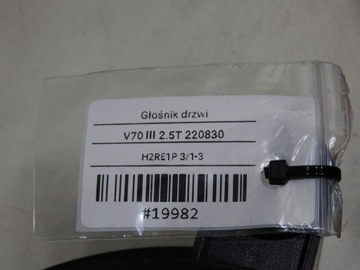 Głośnik drzwi
V70 III 2.5T 220830
H2RE1P 3/1-3
#19982